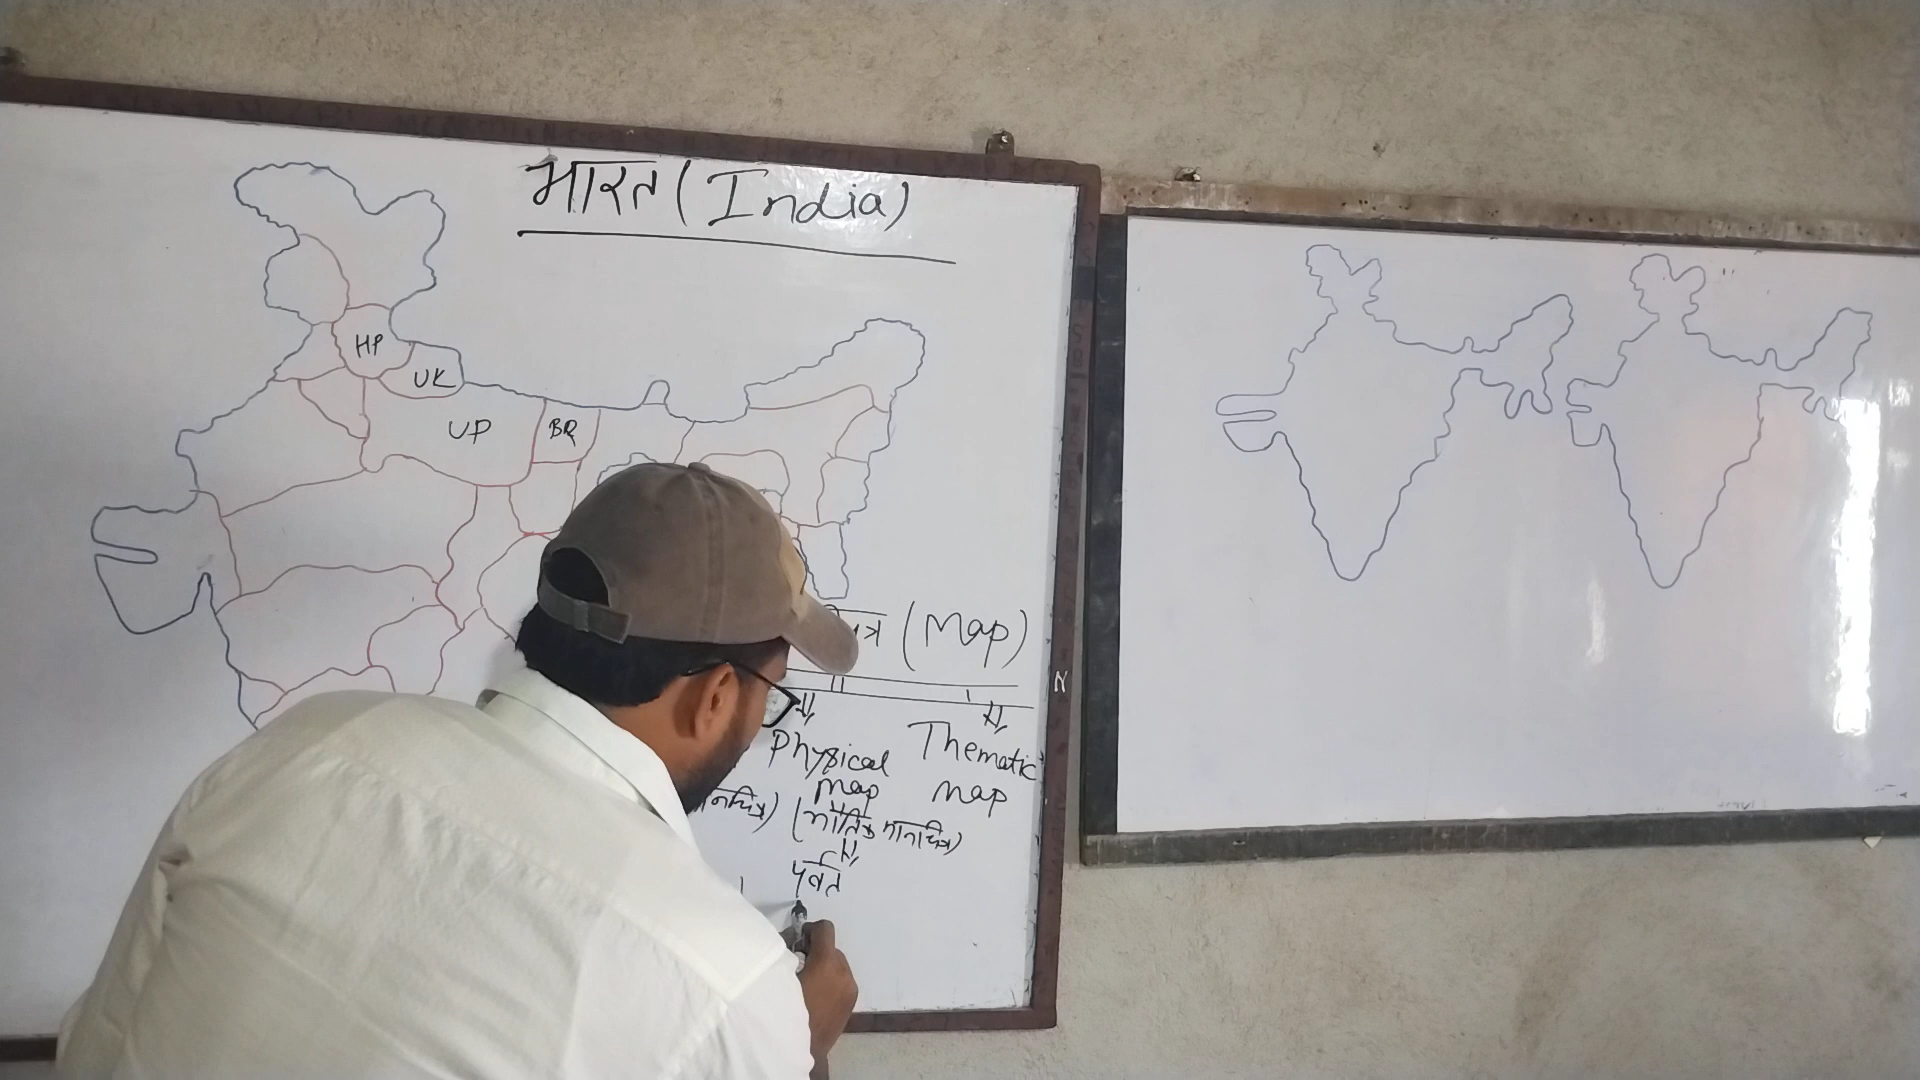 भारत (India)
HP
UK
UP
BR
(Map)
Physical
Map
Thematic
Map
(भौतिक मानचित्र)
पर्वत